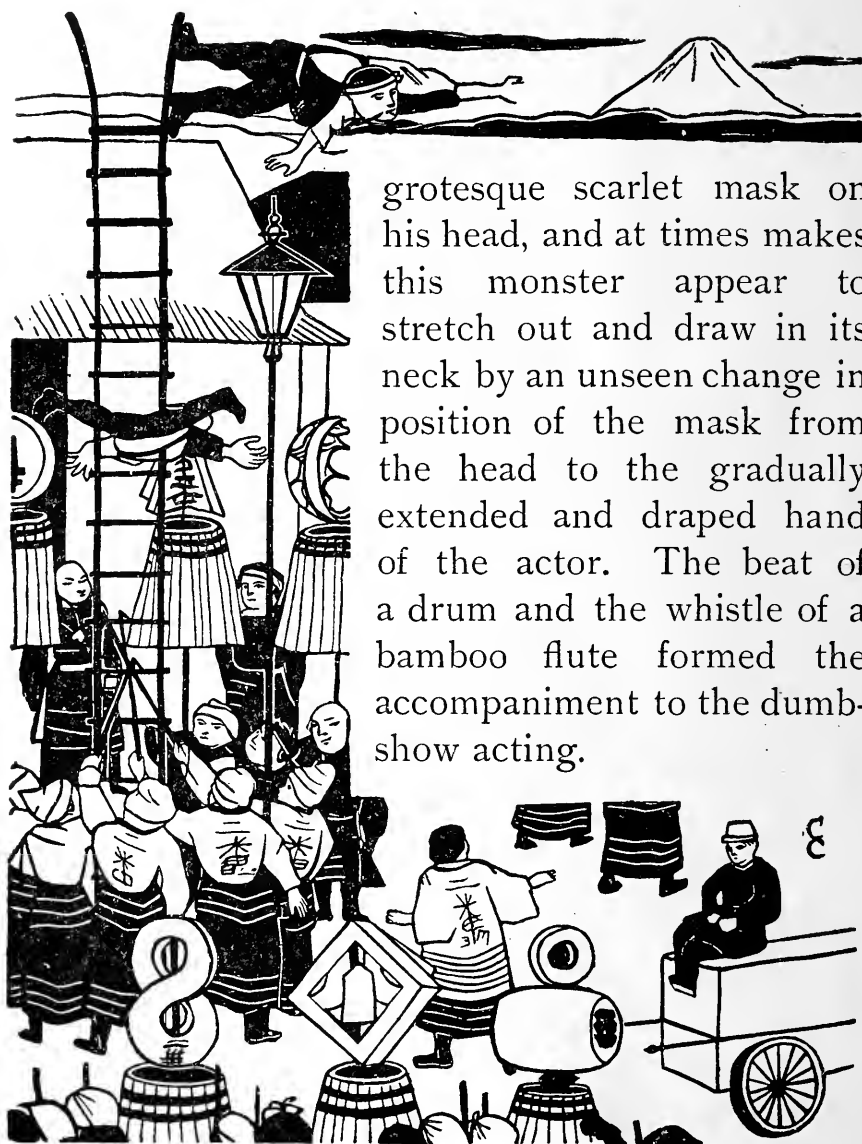 grotesque scarlet mask on
his head, and at times makes
this monster appear to
stretch out and draw in its
neck by an unseen change in
position of the mask from
the head to the gradually
extended and draped hand
of the actor. The beat of
a drum and the whistle of a
bamboo flute formed the
accompaniment to the dumb-
show acting.